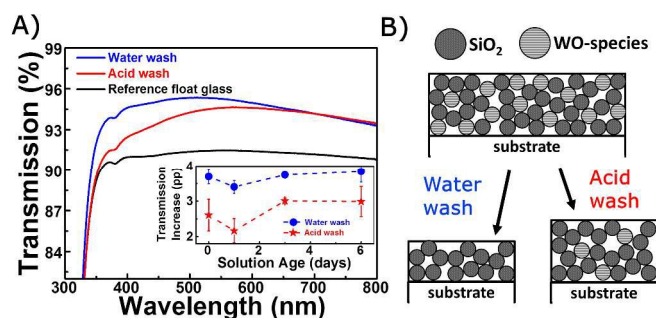 A)
Transmission (%)
99
96
93
90
87
84
Water wash
Acid wash
Reference float glass
Transmission
Increase (pp)
4
3
2
0
2
4
6
Water wash
Acid wash
Solution Age (days)
300
400
500
600
700
800
Wavelength (nm)
B)
SiO₂
WO-species
substrate
Water
wash
Acid
wash
substrate
substrate